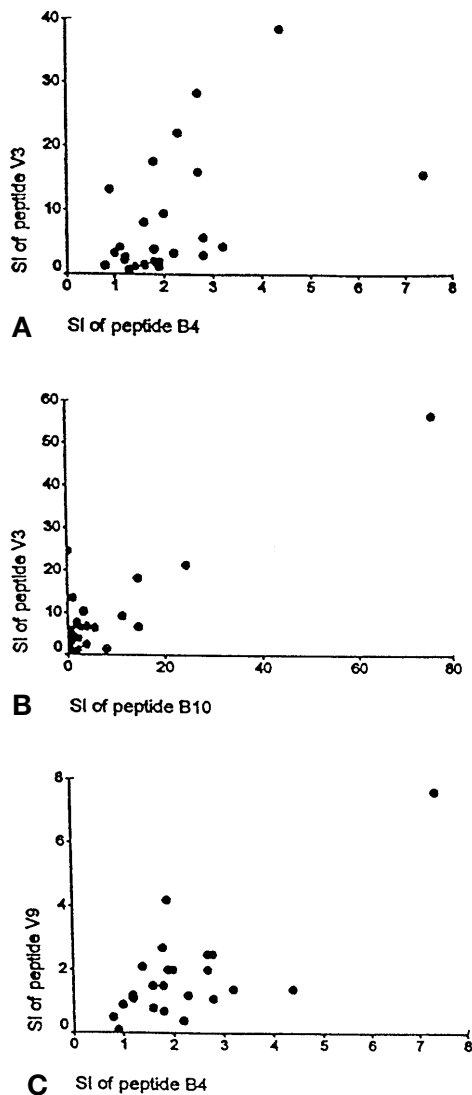 40
30
20
10
0
SI of peptide V3
0 1 2 3 4 5 6 7 8
A SI of peptide B4
60
50
40
30
20
10
0
SI of peptide V3
0 20 40 60 80
B SI of peptide B10
8
6
4
2
0
SI of peptide V9
0 1 2 3 4 5 6 7 8
C SI of peptide B4